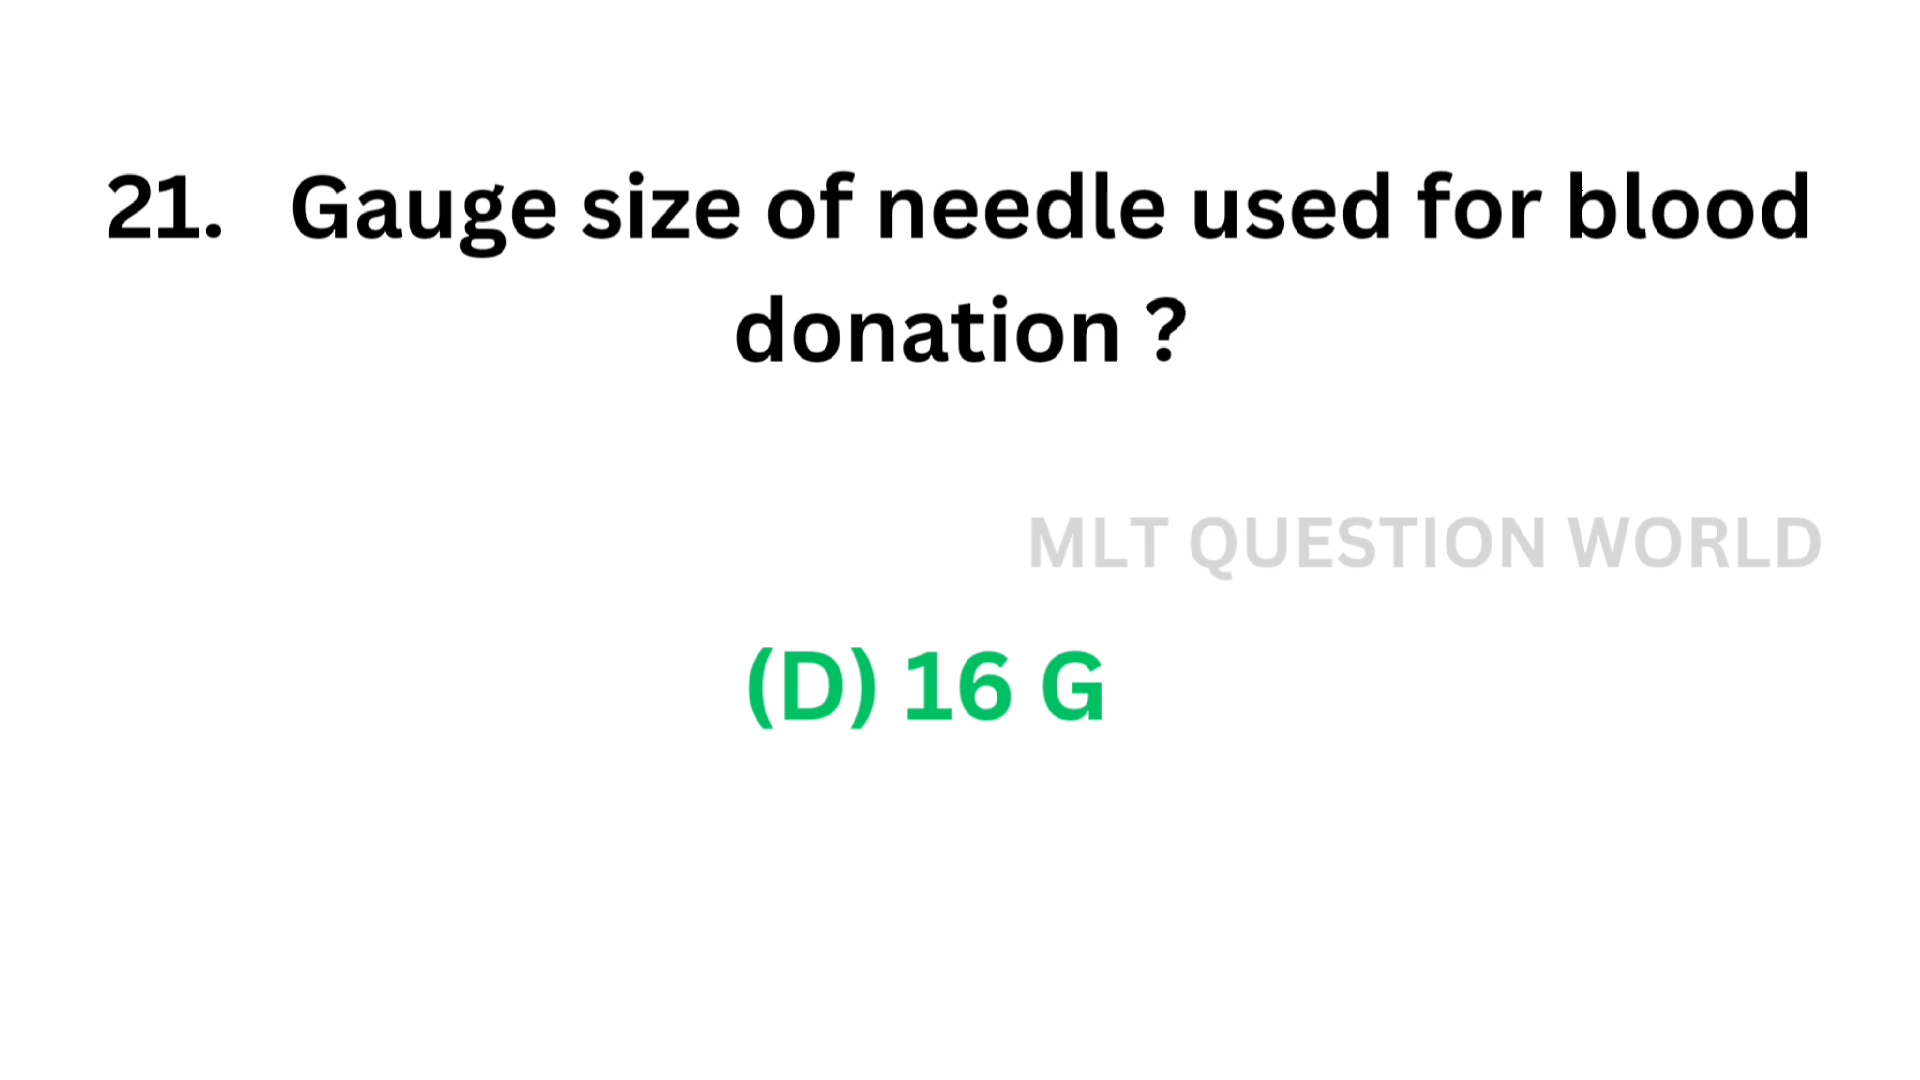 21. Gauge size of needle used for blood
donation ?
MLT QUESTION WORLD
(D) 16 G